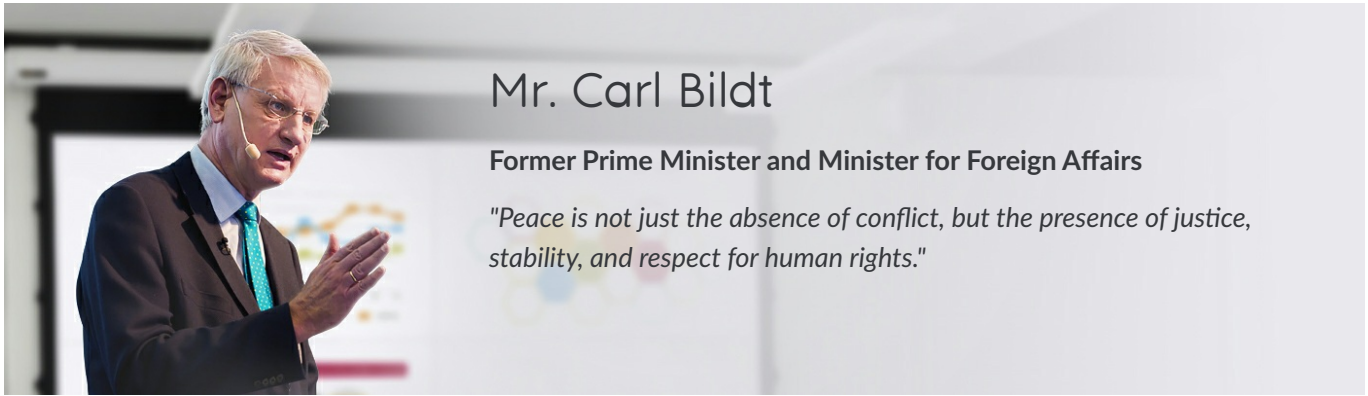 Mr. Carl Bildt
Former Prime Minister and Minister for Foreign Affairs
"Peace is not just the absence of conflict, but the presence of justice,
stability, and respect for human rights."